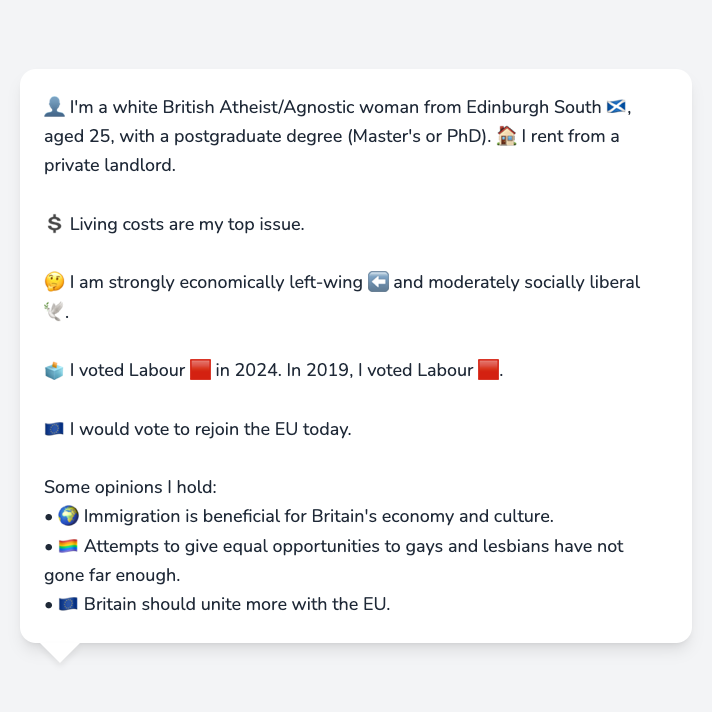 👤 I'm a white British Atheist/Agnostic woman from Edinburgh South 🏴󠁧󠁢󠁳󠁣󠁴󠁿,
aged 25, with a postgraduate degree (Master's or PhD). 🏠 I rent from a
private landlord.
💲 Living costs are my top issue.
🤔 I am strongly economically left-wing ⬅️ and moderately socially liberal
🕊️.
🗳️ I voted Labour 🟥 in 2024. In 2019, I voted Labour 🟥.
🇪🇺 I would vote to rejoin the EU today.
Some opinions I hold:
• 🌍 Immigration is beneficial for Britain's economy and culture.
• 🏳️‍🌈 Attempts to give equal opportunities to gays and lesbians have not
gone far enough.
• 🇪🇺 Britain should unite more with the EU.